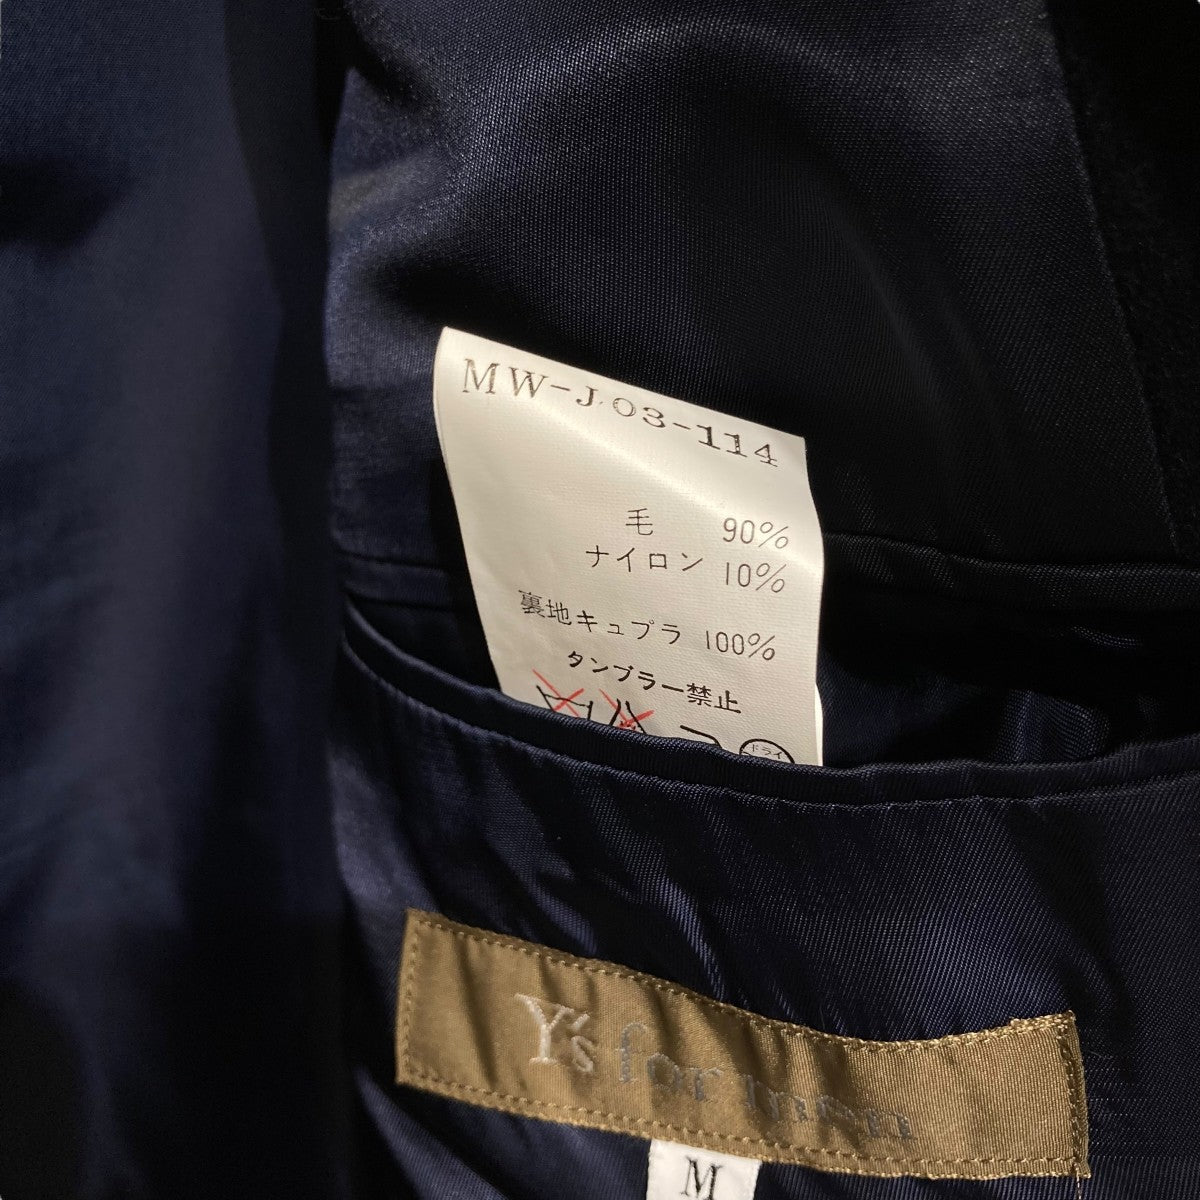 MW-J03-114
毛 90%
ナイロン 10%
裏地キュプラ 100%
タンブラー禁止
ドライ
Y's for men
M